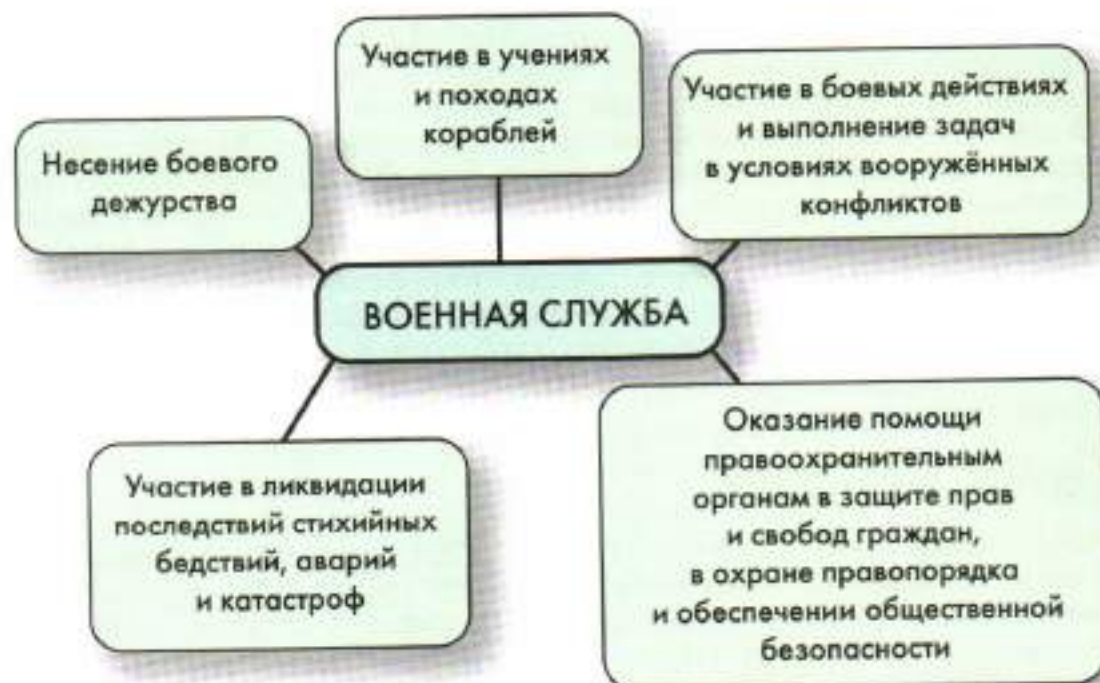 Участие в учениях
и походах
кораблей
Участие в боевых действиях
и выполнение задач
в условиях вооружённых
конфликтов
Несение боевого
дежурства
ВОЕННАЯ СЛУЖБА
Участие в ликвидации
последствий стихийных
бедствий, аварий
и катастроф
Оказание помощи
правоохранительным
органам в защите прав
и свобод граждан,
в охране правопорядка
и обеспечении общественной
безопасности